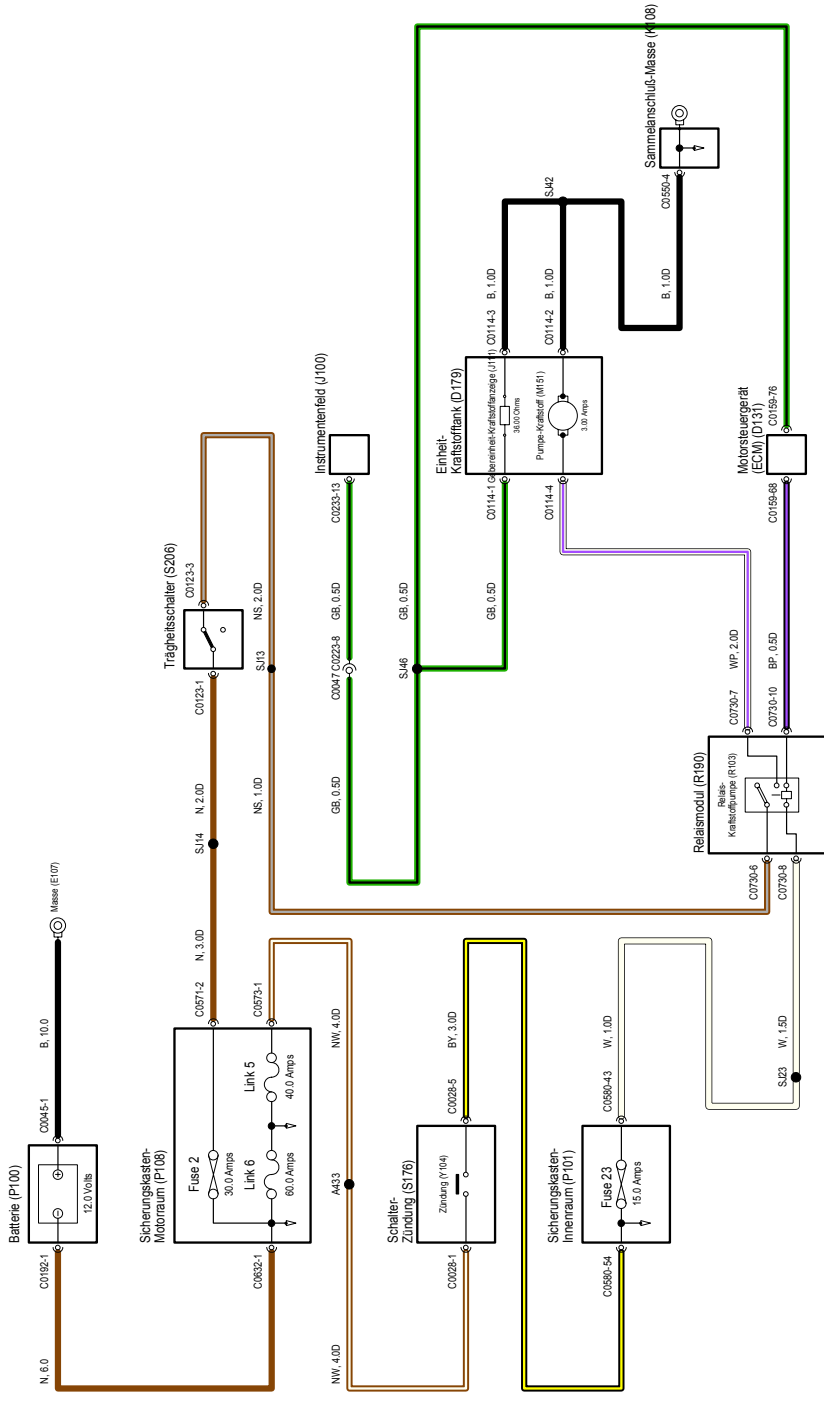 Batterie (P100)
12.0 Volts
C0192-1
C0045-1
N, 6.0
B, 10.0
Masse (E107)
Sicherungskasten-
Motorraum (P108)
Fuse 2
30.0 Amps
Link 6
60.0 Amps
Link 5
40.0 Amps
C0632-1
C0571-2
C0573-1
N, 3.0D
SJ14
N, 2.0D
C0123-1
Trägheitsschalter (S206)
C0123-3
NS, 2.0D
SJ13
NS, 1.0D
NW, 4.0D
A433
NW, 4.0D
Schalter-
Zündung (S176)
Zündung (Y104)
C0028-1
C0028-5
BY, 3.0D
Sicherungskasten-
Innenraum (P101)
Fuse 23
15.0 Amps
C0580-54
C0580-43
W, 1.0D
W, 1.5D
SJ23
Relaismodul (R190)
Relais-
Kraftstoffpumpe (R103)
C0730-6
C0730-8
C0730-7
C0730-10
WP, 2.0D
BP, 0.5D
Instrumentenfeld (J100)
C0233-13
GB, 0.5D
C0047
C0223-8
GB, 0.5D
SJ46
GB, 0.5D
GB, 0.5D
Einheit-
Kraftstofftank (D179)
C0114-1
Gebereinheit-Kraftstoffanzeige (J111)
36.00 Ohms
Pumpe-Kraftstoff (M151)
3.00 Amps
C0114-4
C0114-3
C0114-2
B, 1.0D
B, 1.0D
SJ42
B, 1.0D
C0550-4
Sammelanschluß-Masse (K108)
Motorsteuergerät
(ECM) (D131)
C0159-68
C0159-76